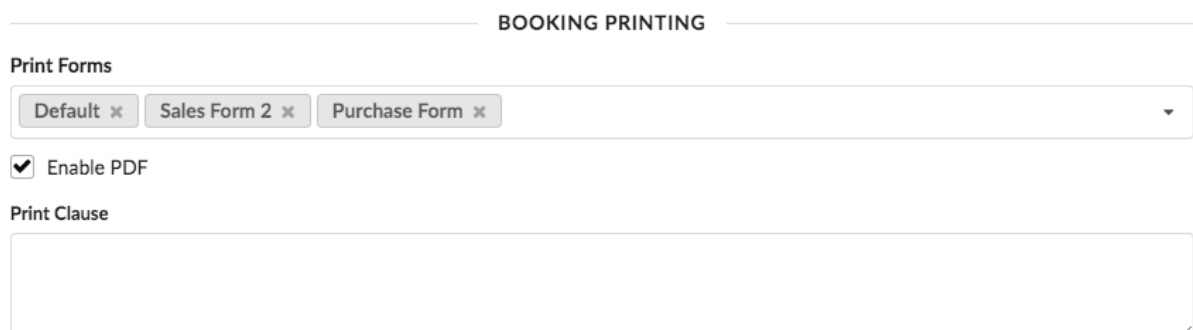 BOOKING PRINTING
Print Forms
Default × Sales Form 2 × Purchase Form ×
Enable PDF
Print Clause